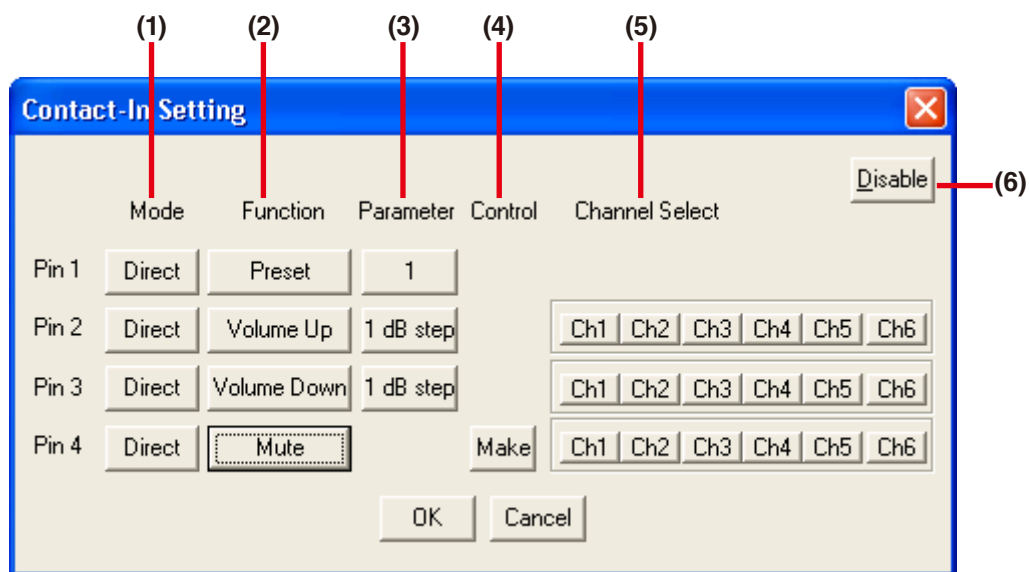 (1) (2) (3) (4) (5)
Contact-In Setting
Disable (6)
Mode Function Parameter Control Channel Select
Pin 1 Direct Preset 1
Pin 2 Direct Volume Up 1 dB step Ch1 Ch2 Ch3 Ch4 Ch5 Ch6
Pin 3 Direct Volume Down 1 dB step Ch1 Ch2 Ch3 Ch4 Ch5 Ch6
Pin 4 Direct Mute Make Ch1 Ch2 Ch3 Ch4 Ch5 Ch6
OK Cancel